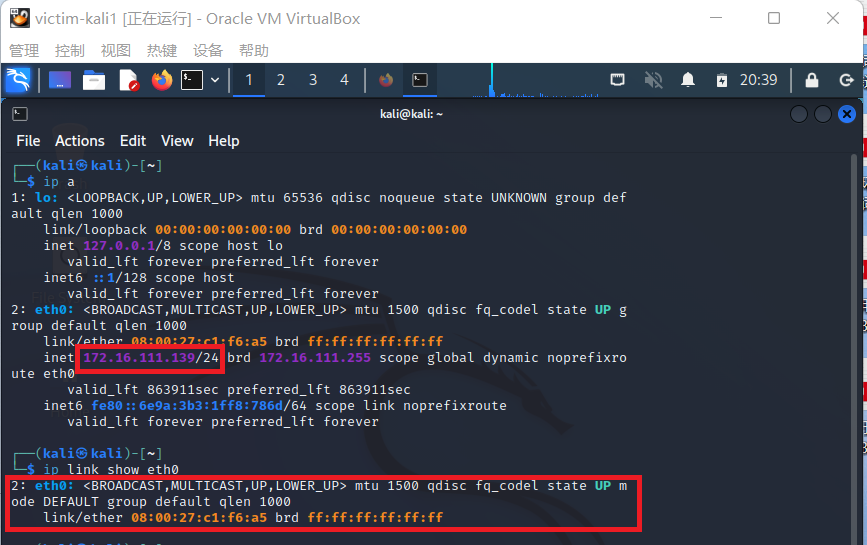 victim-kali1 [正在运行] - Oracle VM VirtualBox
管理 控制 视图 热键 设备 帮助
1 2 3 4 20:39
kali@kali: ~
File Actions Edit View Help
┌──(kali㉿kali)-[~]
└─$ ip a
1: lo: <LOOPBACK,UP,LOWER_UP> mtu 65536 qdisc noqueue state UNKNOWN group def
ault qlen 1000
    link/loopback 00:00:00:00:00:00 brd 00:00:00:00:00:00
    inet 127.0.0.1/8 scope host lo
       valid_lft forever preferred_lft forever
    inet6 ::1/128 scope host
       valid_lft forever preferred_lft forever
2: eth0: <BROADCAST,MULTICAST,UP,LOWER_UP> mtu 1500 qdisc fq_codel state UP g
roup default qlen 1000
    link/ether 08:00:27:c1:f6:a5 brd ff:ff:ff:ff:ff:ff
    inet 172.16.111.139/24 brd 172.16.111.255 scope global dynamic noprefixro
ute eth0
       valid_lft 863911sec preferred_lft 863911sec
    inet6 fe80::6e9a:3b3:1ff8:786d/64 scope link noprefixroute
       valid_lft forever preferred_lft forever
┌──(kali㉿kali)-[~]
└─$ ip link show eth0
2: eth0: <BROADCAST,MULTICAST,UP,LOWER_UP> mtu 1500 qdisc fq_codel state UP m
ode DEFAULT group default qlen 1000
    link/ether 08:00:27:c1:f6:a5 brd ff:ff:ff:ff:ff:ff